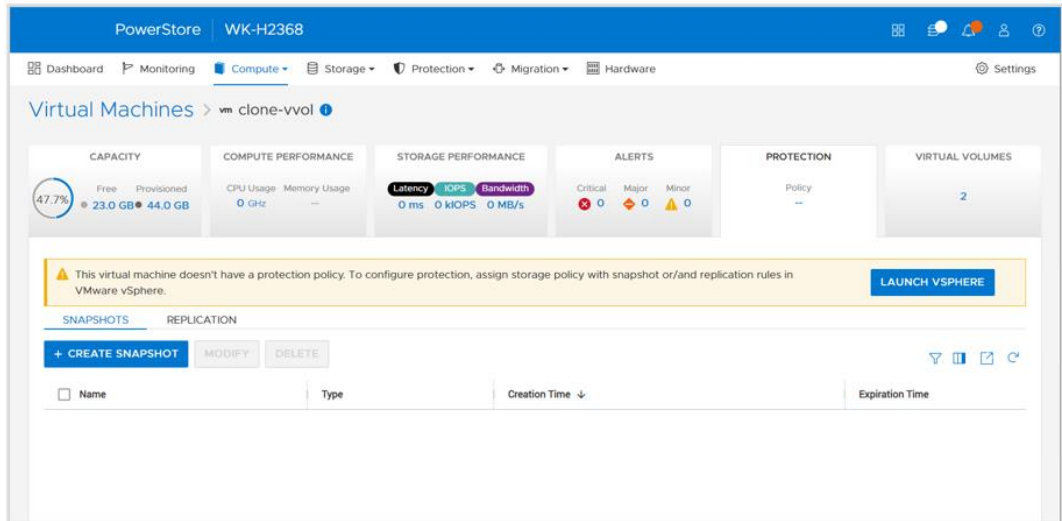 PowerStore WK-H2368
Dashboard Monitoring Compute Storage Protection Migration Hardware Settings
Virtual Machines > vm clone-vvol
CAPACITY COMPUTE PERFORMANCE STORAGE PERFORMANCE ALERTS PROTECTION VIRTUAL VOLUMES
47.7% Free Provisioned CPU Usage Memory Usage Latency IOPS Bandwidth Critical Major Minor Policy 2
23.0 GB 44.0 GB 0 GHz -- 0 ms 0 kIOPS 0 MB/s 0 0 0 --
This virtual machine doesn't have a protection policy. To configure protection, assign storage policy with snapshot or/and replication rules in
VMware vSphere.
LAUNCH VSPHERE
SNAPSHOTS REPLICATION
+ CREATE SNAPSHOT MODIFY DELETE
Name Type Creation Time ↓ Expiration Time